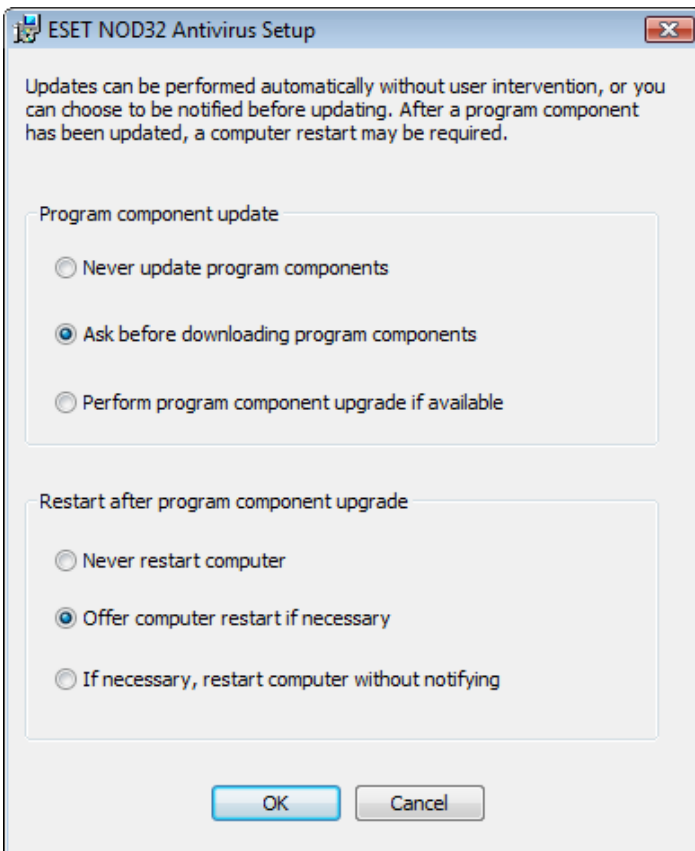 ESET NOD32 Antivirus Setup
Updates can be performed automatically without user intervention, or you
can choose to be notified before updating. After a program component
has been updated, a computer restart may be required.
Program component update
Never update program components
Ask before downloading program components
Perform program component upgrade if available
Restart after program component upgrade
Never restart computer
Offer computer restart if necessary
If necessary, restart computer without notifying
OK Cancel